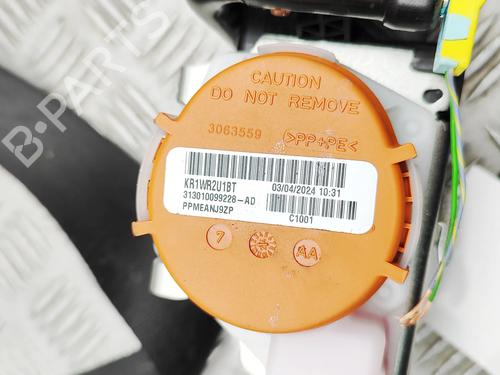 CAUTION
DO NOT REMOVE
3063559
>PP+PE<
KR1WR2U1BT
03/04/2024 10:31
313010099228-AD
PPMEANJ9ZP
C1001
7
AA
B-PARTS